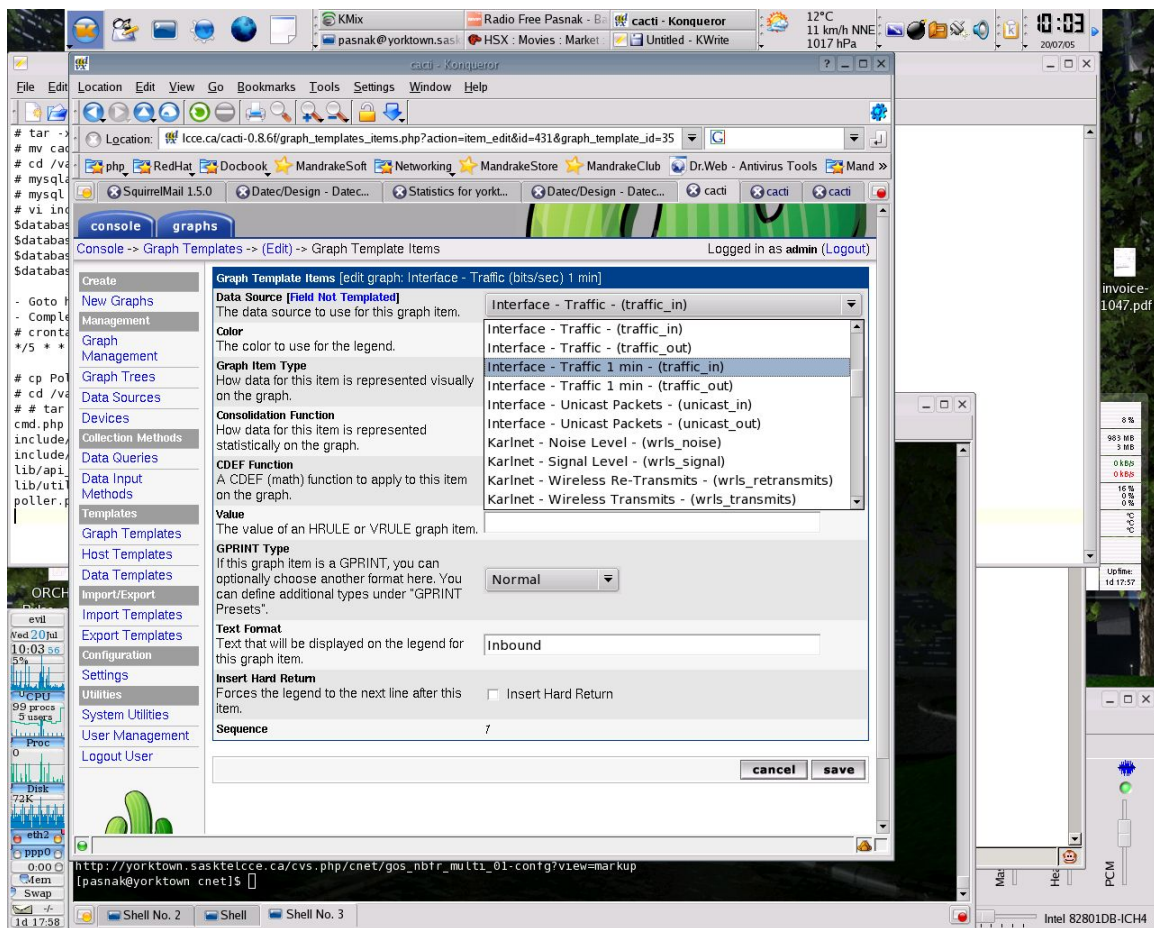 KMix
Radio Free Pasnak - Ba
cacti - Konqueror
pasnak@yorktown.sask
HSX : Movies : Market
Untitled - KWrite
12°C
11 km/h NNE
1017 hPa
10:03
20/07/05
cacti - Konqueror
File Edit
Location Edit View Go Bookmarks Tools Settings Window Help
Location: lcce.ca/cacti-0.8.6f/graph_templates_items.php?action=item_edit&id=431&graph_template_id=35
php RedHat Docbook MandrakeSoft Networking MandrakeStore MandrakeClub Dr.Web - Antivirus Tools Mand »
SquirrelMail 1.5.0 Datec/Design - Datec... Statistics for yorkt... Datec/Design - Datec... cacti cacti cacti
# tar -x
# mv cac
# cd /va
# mysqla
# mysql
# vi inc
$databas
$databas
$databas
$databas
- Goto h
- Comple
# cronta
*/5 * *
# cp Pol
# cd /va
# # tar
cmd.php
include/
include/
lib/api_
lib/util
poller.p
console graphs
Console -> Graph Templates -> (Edit) -> Graph Template Items
Logged in as admin (Logout)
Create
New Graphs
Management
Graph
Management
Graph Trees
Data Sources
Devices
Collection Methods
Data Queries
Data Input
Methods
Templates
Graph Templates
Host Templates
Data Templates
Import/Export
Import Templates
Export Templates
Configuration
Settings
Utilities
System Utilities
User Management
Logout User
Graph Template Items [edit graph: Interface - Traffic (bits/sec) 1 min]
Data Source [Field Not Templated]
The data source to use for this graph item.
Interface - Traffic - (traffic_in)
Color
The color to use for the legend.
Graph Item Type
How data for this item is represented visually
on the graph.
Consolidation Function
How data for this item is represented
statistically on the graph.
CDEF Function
A CDEF (math) function to apply to this item
on the graph.
Interface - Traffic - (traffic_in)
Interface - Traffic - (traffic_out)
Interface - Traffic 1 min - (traffic_in)
Interface - Traffic 1 min - (traffic_out)
Interface - Unicast Packets - (unicast_in)
Interface - Unicast Packets - (unicast_out)
Karlnet - Noise Level - (wrls_noise)
Karlnet - Signal Level - (wrls_signal)
Karlnet - Wireless Re-Transmits - (wrls_retransmits)
Karlnet - Wireless Transmits - (wrls_transmits)
Value
The value of an HRULE or VRULE graph item.
GPRINT Type
If this graph item is a GPRINT, you can
optionally choose another format here. You
can define additional types under "GPRINT
Presets".
Normal
Text Format
Text that will be displayed on the legend for
this graph item.
Inbound
Insert Hard Return
Forces the legend to the next line after this
item.
Insert Hard Return
Sequence
1
cancel save
http://yorktown.sasktelcce.ca/cvs.php/cnet/gos_nbfr_multi_01-confg?view=markup
[pasnak@yorktown cnet]$
Shell No. 2 Shell Shell No. 3
invoice-
1047.pdf
8%
983 MB
3 MB
0 kB/s
0 kB/s
16 %
0 %
0 %
Uptime:
1d 17:57
ORCH
evil
Wed 20 Jul
10:03 56
5%
CPU
99 procs
5 users
Proc
0
Disk
72K
eth2
ppp0
0:00
Mem
Swap
-/-
1d 17:58
PCM
Intel 82801DB-ICH4